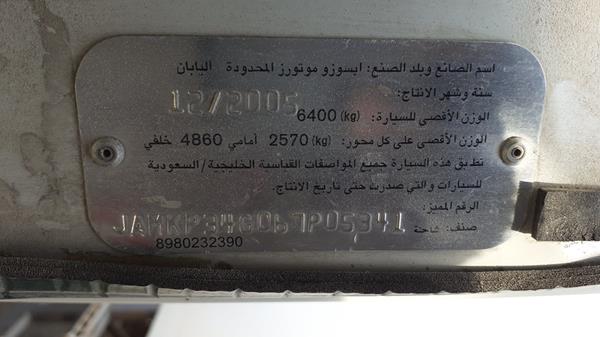 اسم الصانع وبلد الصنع: ايسوزو موتورز المحدودة اليابان
سنة وشهر الانتاج: 12/2005
الوزن الأقصى للسيارة: (kg) 6400
الوزن الأقصى على كل محور: (kg) 2570 أمامي 4860 خلفي
تطابق هذه السيارة جميع المواصفات القياسية الخليجية/السعودية
للسيارات والتي صدرت حتى تاريخ الانتاج.
الرقم المميز: JAMKP34G067P05341
صنف: شاحنة
8980232390